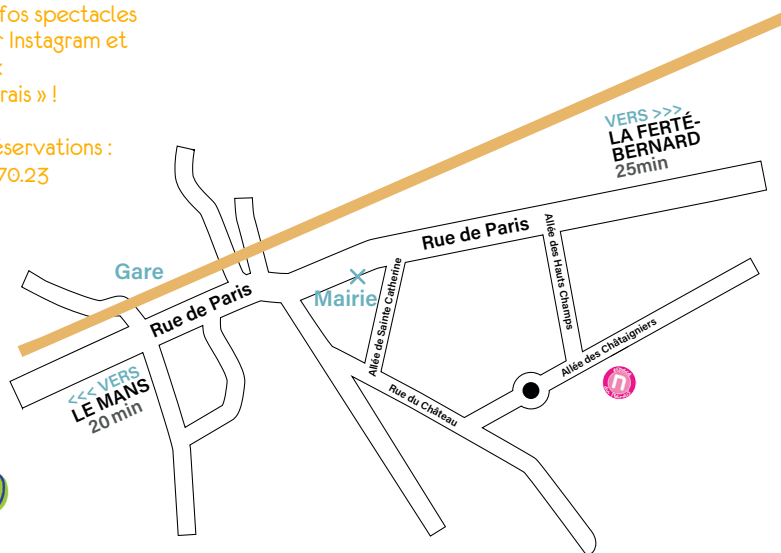 fos spectacles
r Instagram et
rais » !
servations :
70.23
VERS >>>
LA FERTÉ-
BERNARD
25min
Rue de Paris
Allée des Hauts Champs
Gare
Mairie
Rue de Paris
Allée de Sainte Catherine
Allée des Châtaigniers
<<< VERS
LE MANS
20 min
Rue du Château
n